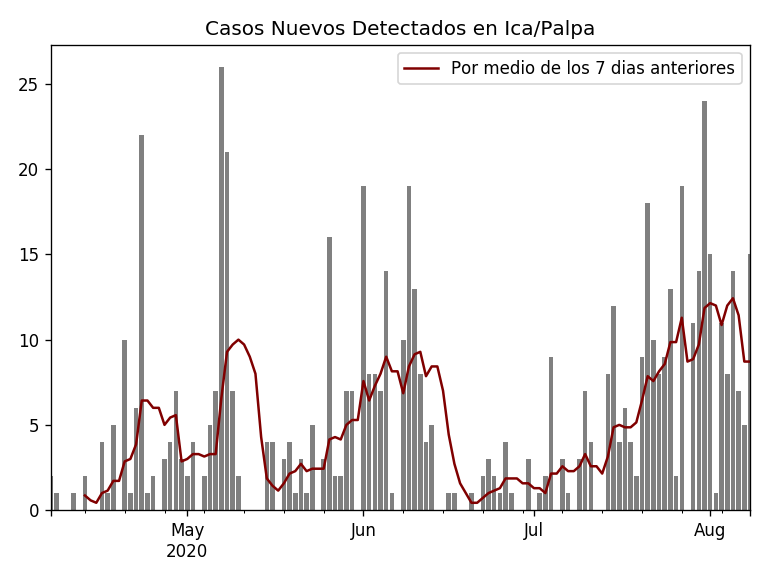 Casos Nuevos Detectados en Ica/Palpa
Por medio de los 7 dias anteriores
25
20
15
10
5
0
May
2020
Jun
Jul
Aug